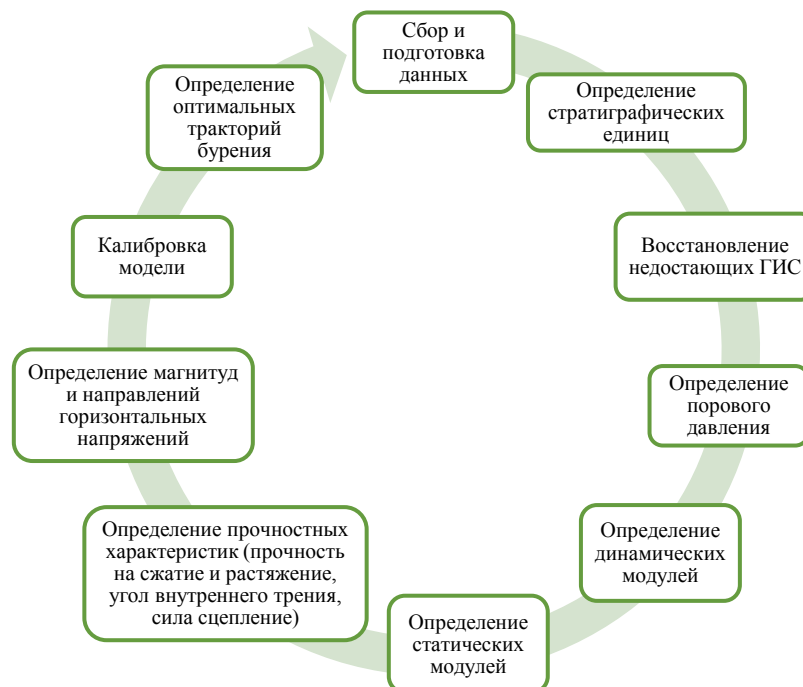 Сбор и
подготовка
данных
Определение
стратиграфических
единиц
Восстановление
недостающих ГИС
Определение
порового
давления
Определение
динамических
модулей
Определение
статических
модулей
Определение прочностных
характеристик (прочность
на сжатие и растяжение,
угол внутреннего трения,
сила сцепление)
Определение магнитуд
и направлений
горизонтальных
напряжений
Калибровка
модели
Определение
оптимальных
тракторий
бурения